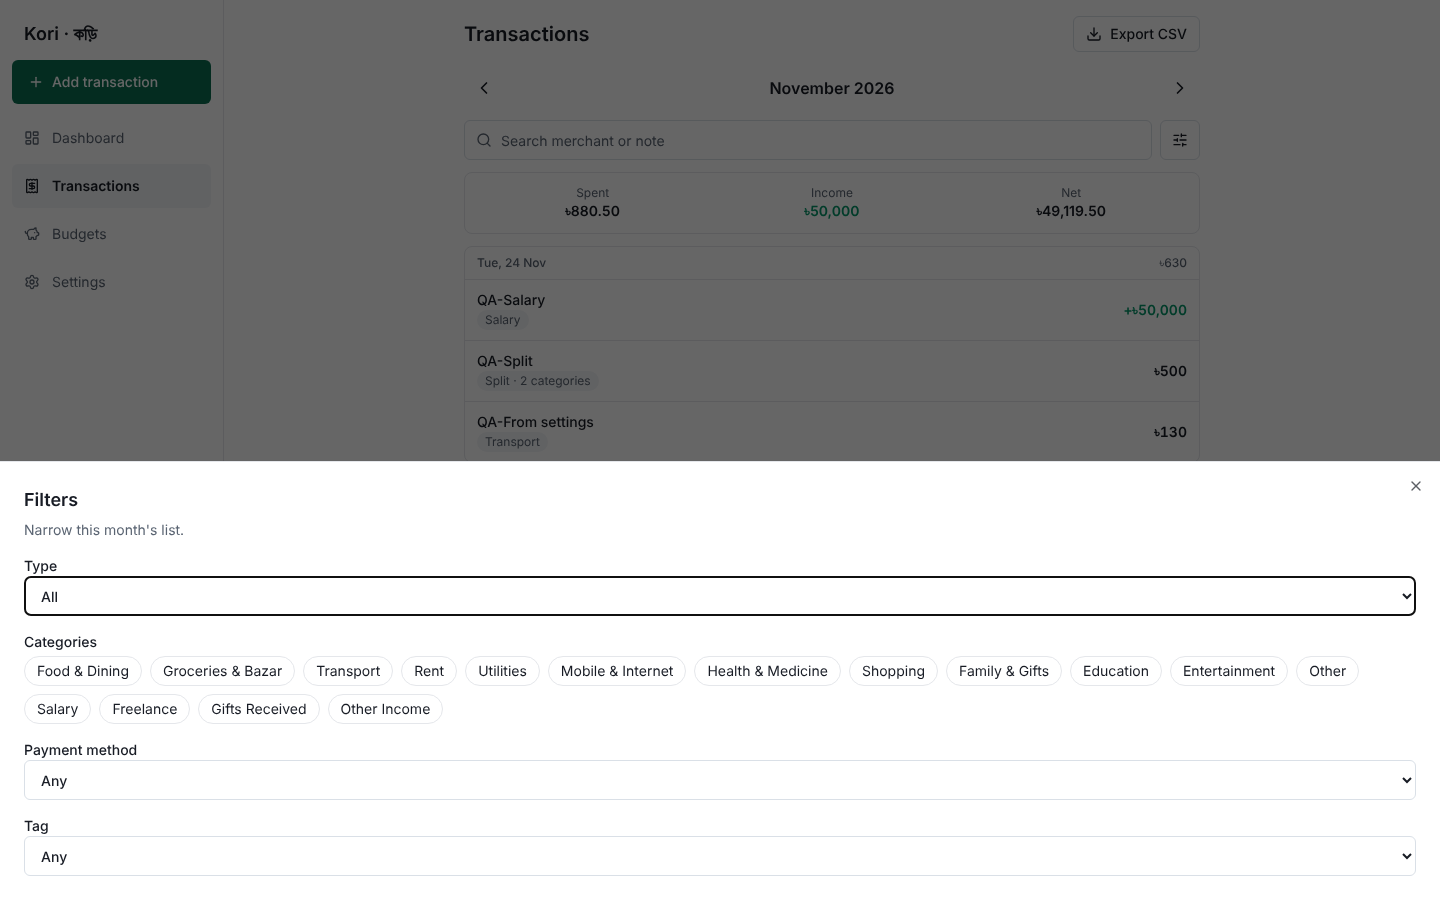 Kori · কড়ি
Add transaction
Dashboard
Transactions
Budgets
Settings
Transactions
Export CSV
November 2026
Search merchant or note
Spent
৳880.50
Income
৳50,000
Net
৳49,119.50
Tue, 24 Nov
৳630
QA-Salary
Salary
+৳50,000
QA-Split
Split · 2 categories
৳500
QA-From settings
Transport
৳130
Filters
Narrow this month's list.
Type
All
Categories
Food & Dining Groceries & Bazar Transport Rent Utilities Mobile & Internet Health & Medicine Shopping Family & Gifts Education Entertainment Other
Salary Freelance Gifts Received Other Income
Payment method
Any
Tag
Any